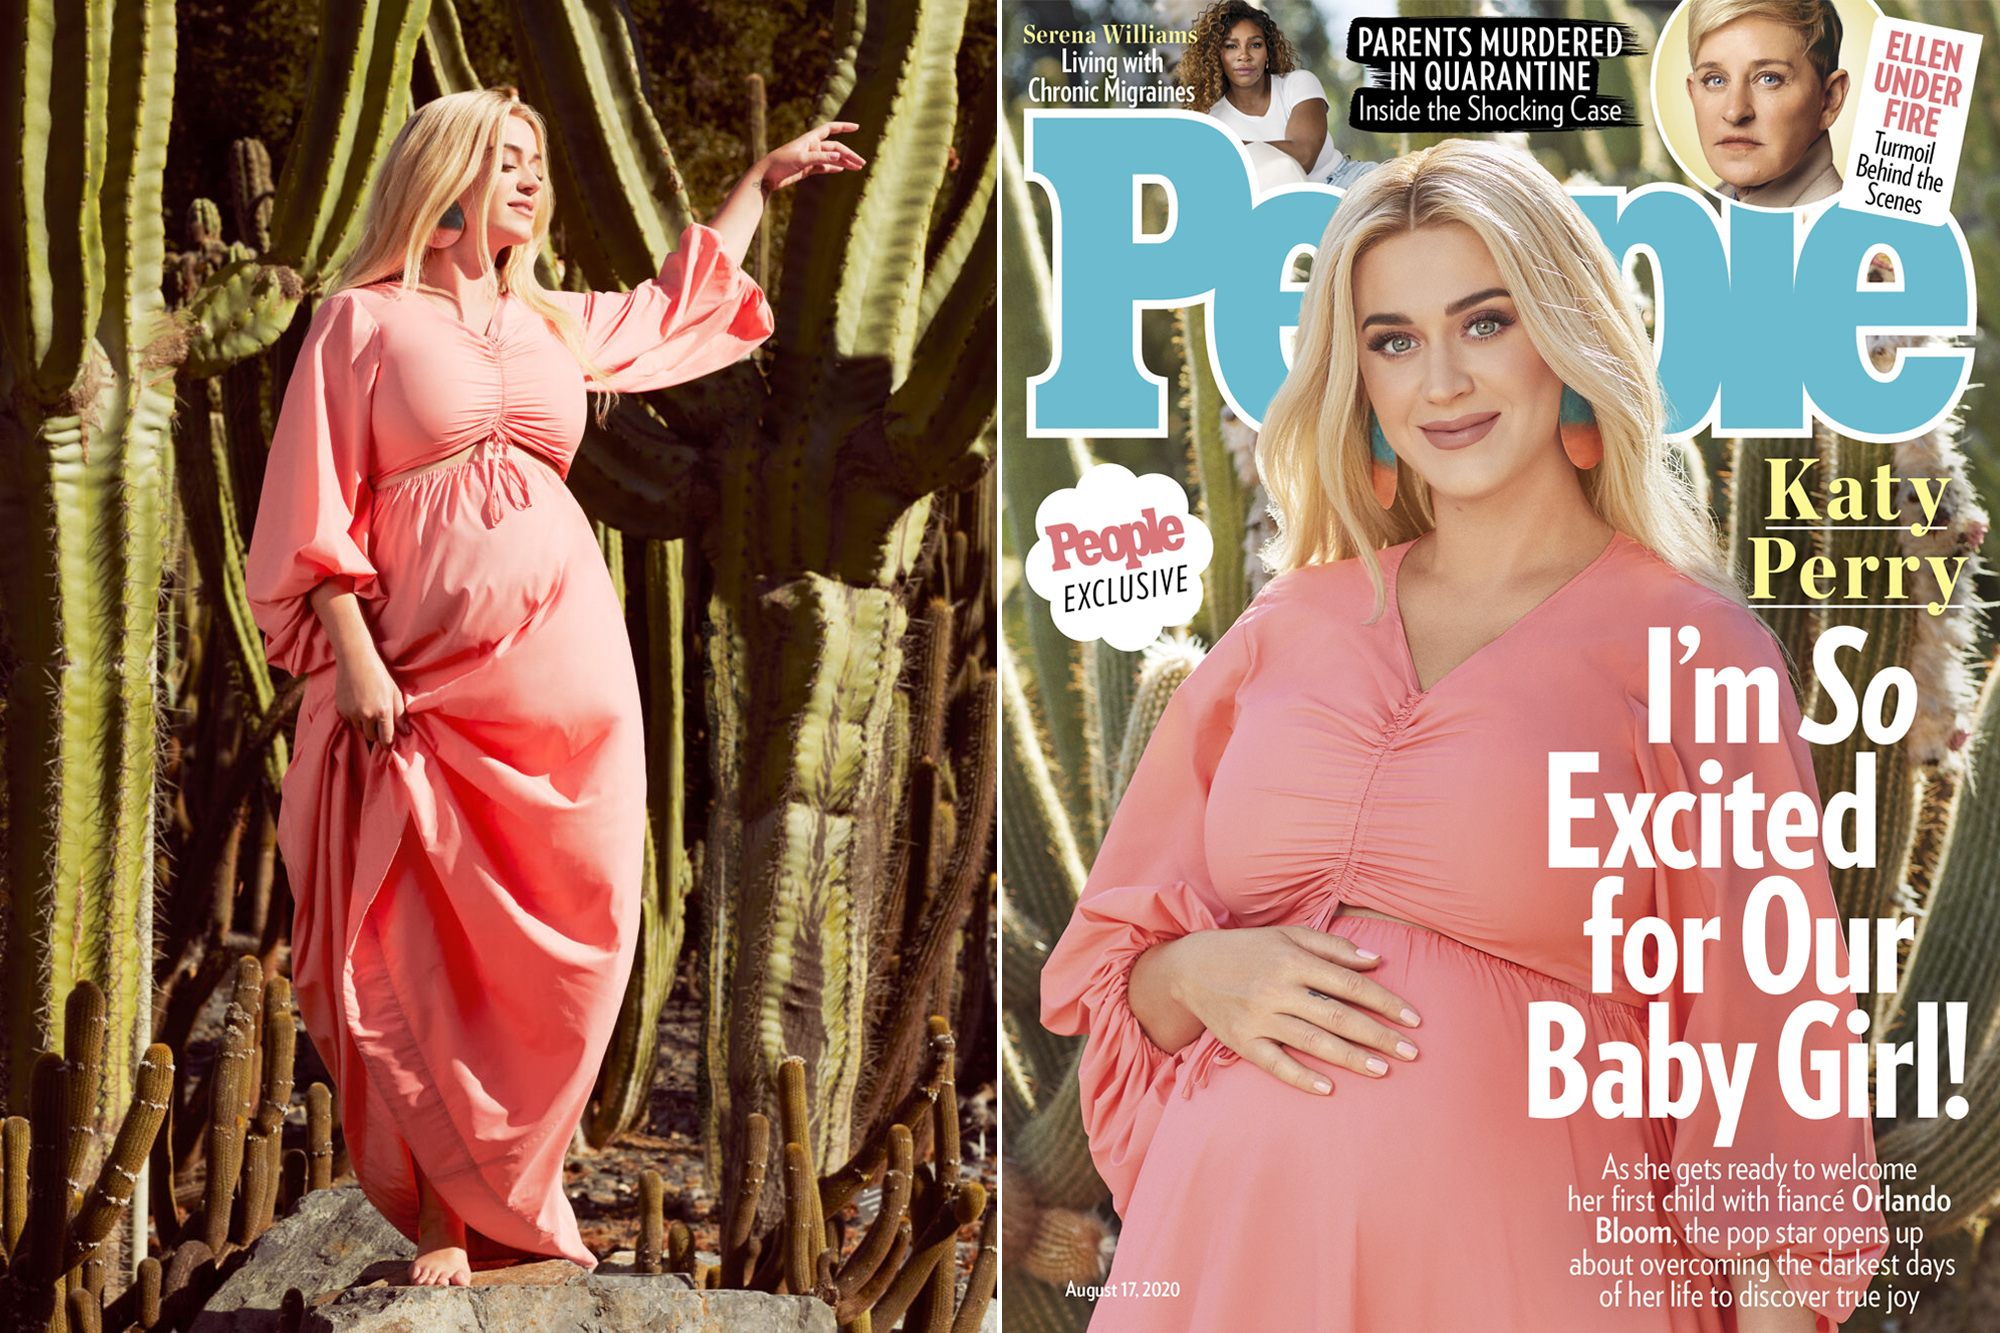 Serena Williams
Living with
Chronic Migraines
PARENTS MURDERED
IN QUARANTINE
Inside the Shocking Case
ELLEN
UNDER
FIRE
Turmoil
Behind the
Scenes
People
People
EXCLUSIVE
Katy
Perry
I'm So
Excited
for Our
Baby Girl!
As she gets ready to welcome
her first child with fiancé Orlando
Bloom, the pop star opens up
about overcoming the darkest days
of her life to discover true joy
August 17, 2020